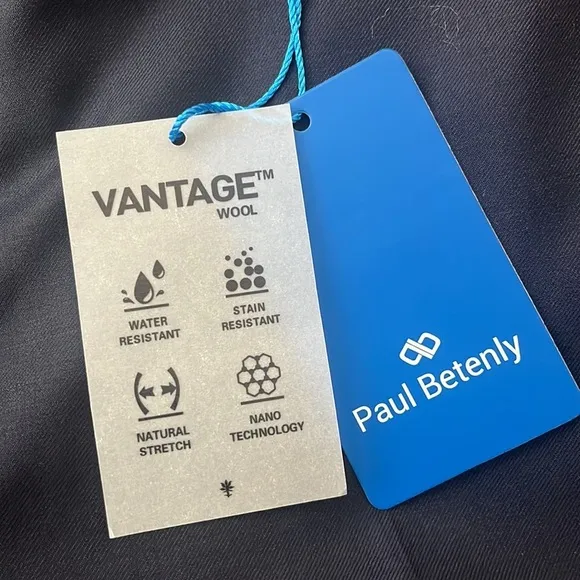 VANTAGE™
WOOL
WATER
RESISTANT
STAIN
RESISTANT
NATURAL
STRETCH
NANO
TECHNOLOGY
Paul Betenly